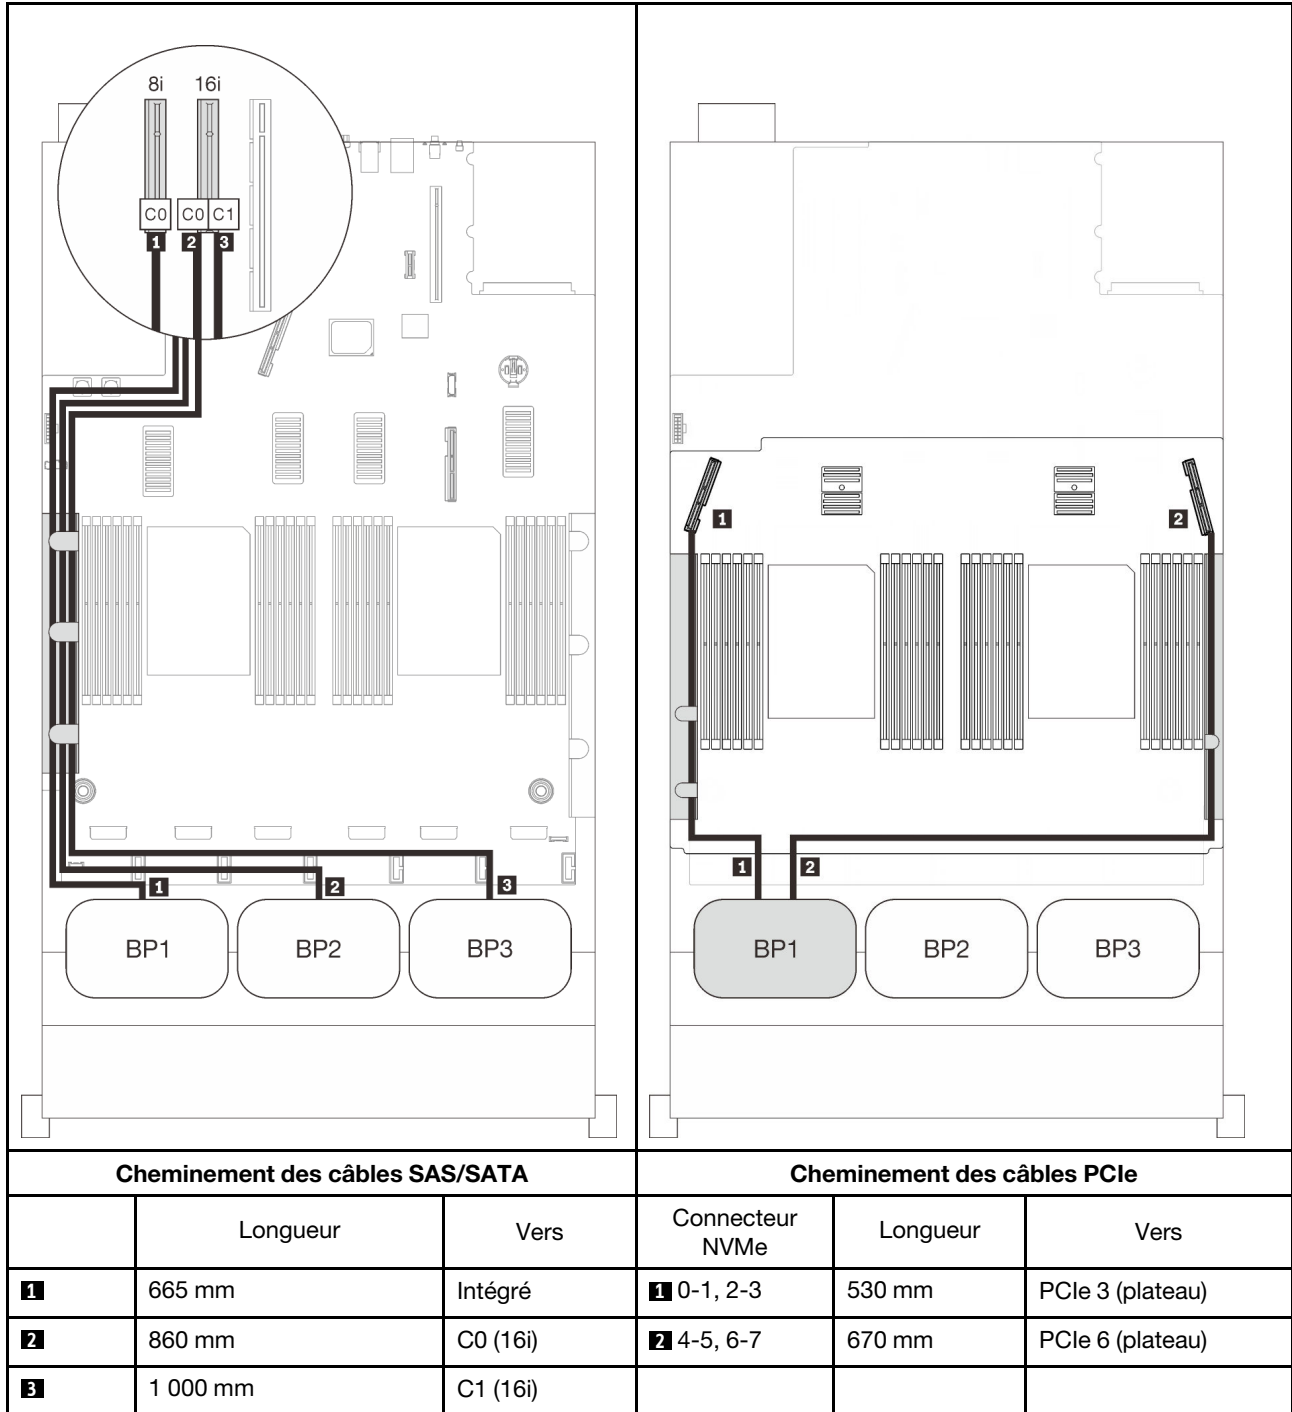 8i 16i
C0 C0 C1
1 2 3
1 2 3
BP1 BP2 BP3
1 2
1 2
BP1 BP2 BP3
Cheminement des câbles SAS/SATA
Longueur Vers
1 665 mm Intégré
2 860 mm C0 (16i)
3 1 000 mm C1 (16i)
Cheminement des câbles PCIe
Connecteur
NVMe Longueur Vers
1 0-1, 2-3 530 mm PCIe 3 (plateau)
2 4-5, 6-7 670 mm PCIe 6 (plateau)